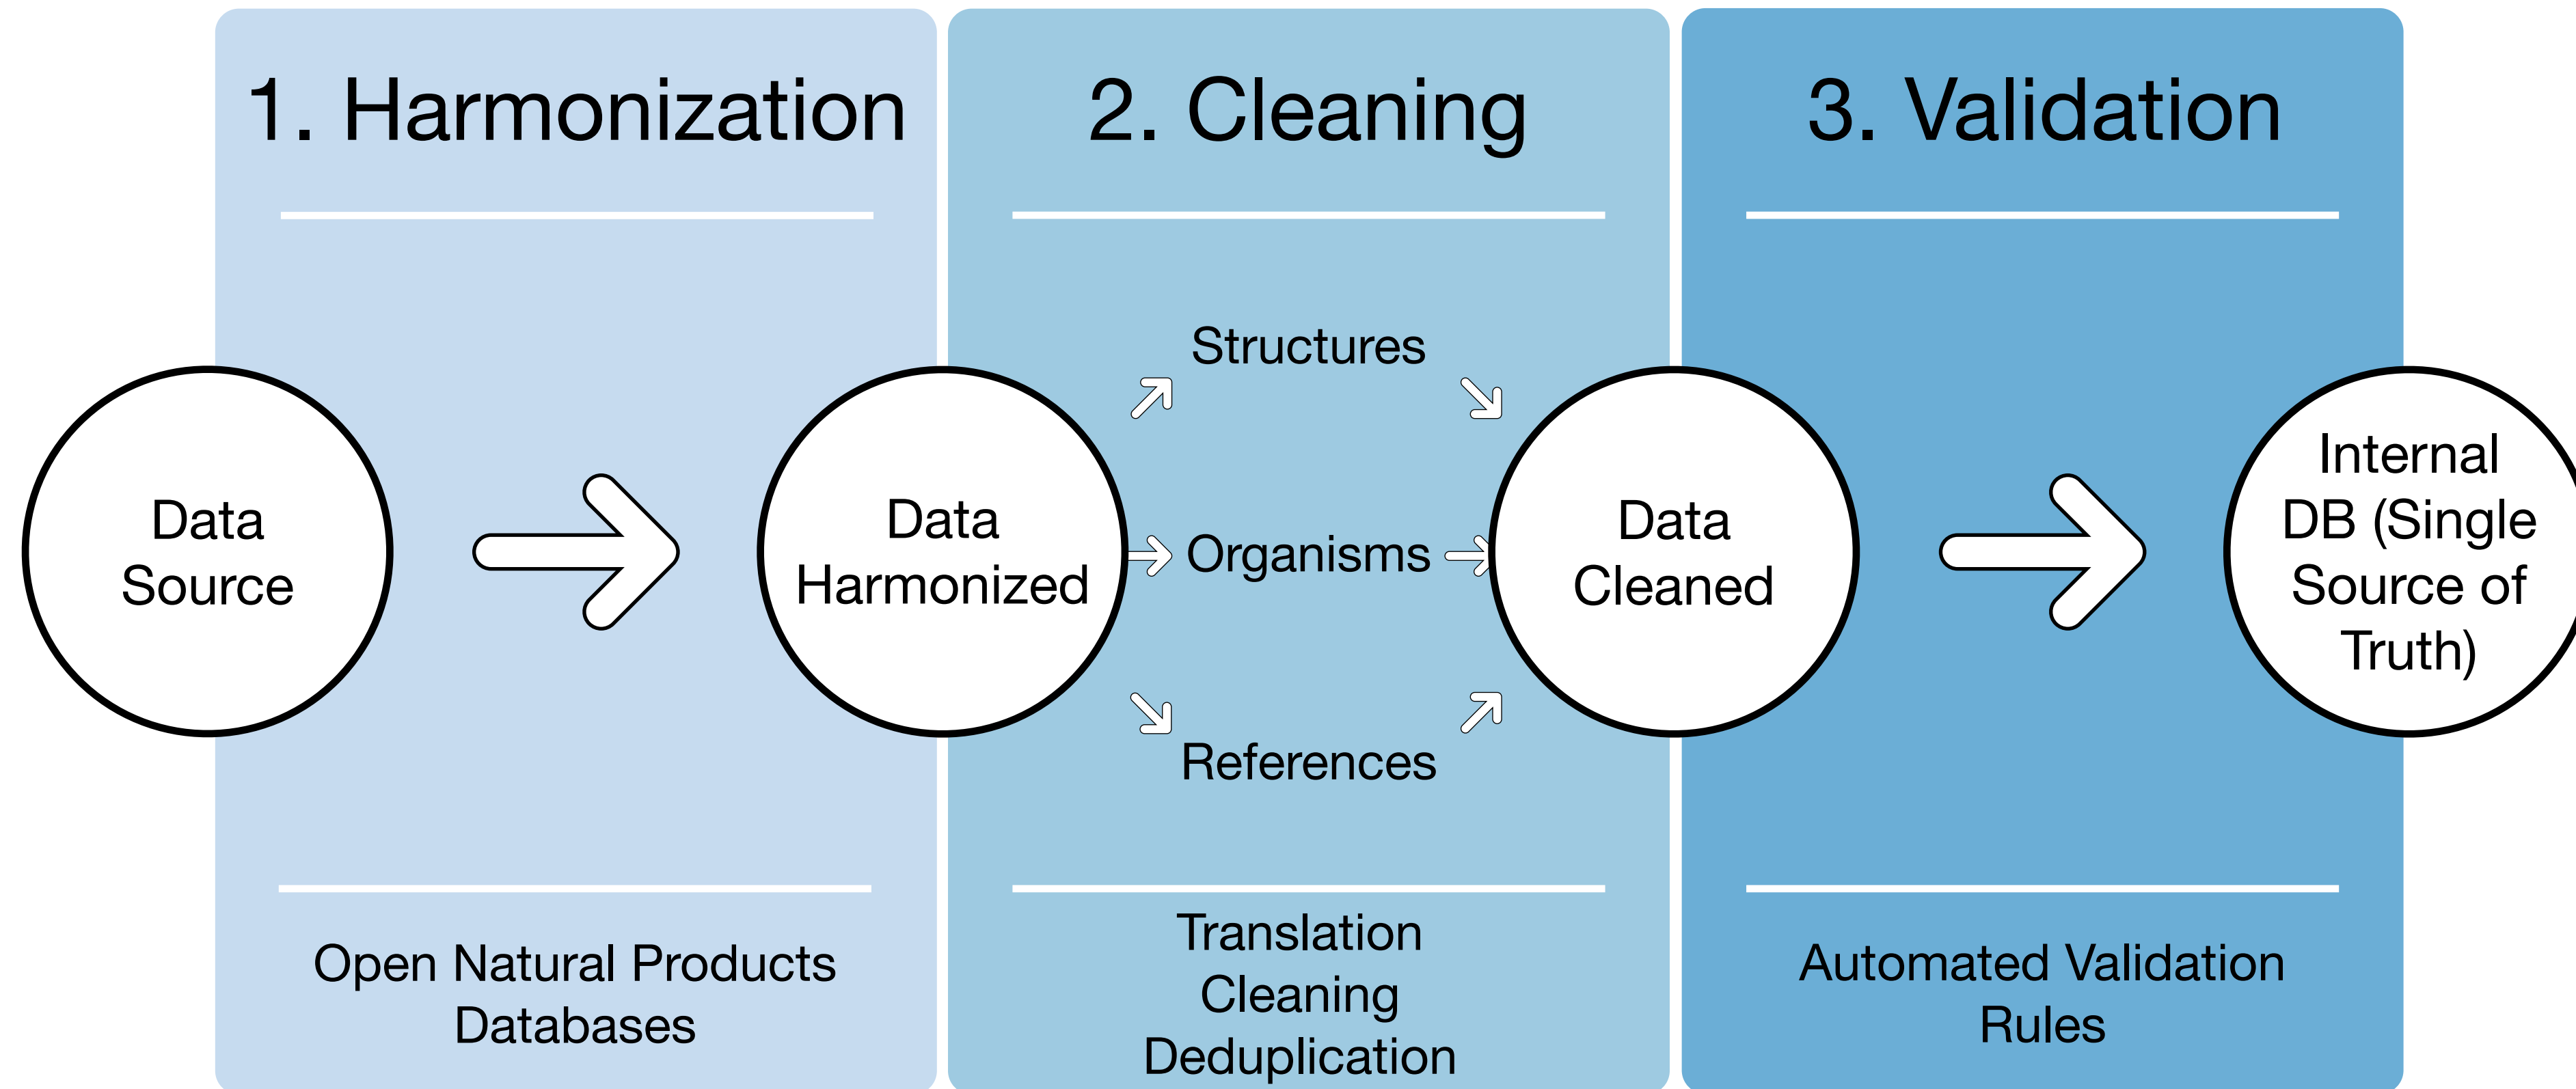 1. Harmonization
2. Cleaning
3. Validation
Data
Source
Data
Harmonized
Structures
Organisms
References
Data
Cleaned
Internal
DB (Single
Source of
Truth)
Open Natural Products
Databases
Translation
Cleaning
Deduplication
Automated Validation
Rules